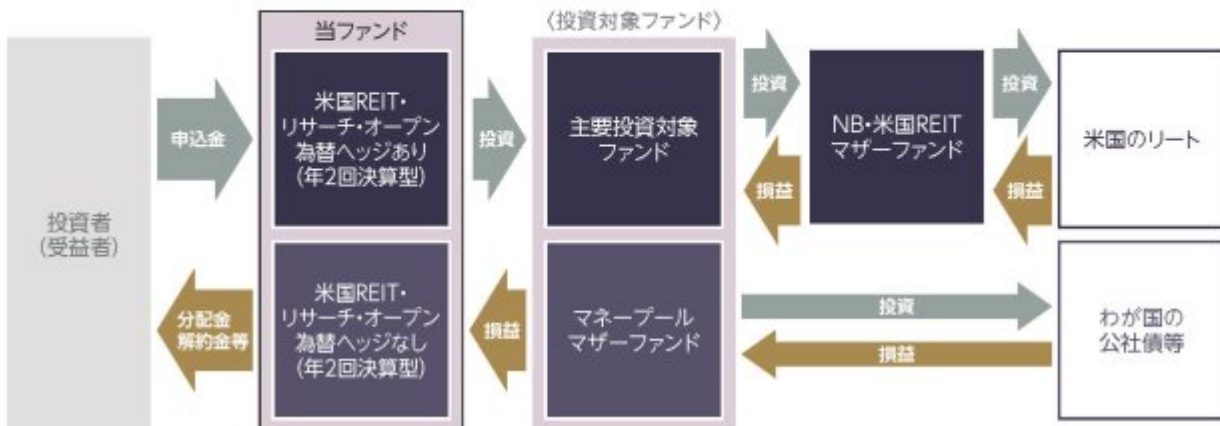 〈投資対象ファンド〉
当ファンド
投資者
(受益者)
申込金
分配金
解約金等
米国REIT・
リサーチ・オープン
為替ヘッジあり
(年2回決算型)
米国REIT・
リサーチ・オープン
為替ヘッジなし
(年2回決算型)
投資
損益
主要投資対象
ファンド
マネープール
マザーファンド
投資
損益
NB・米国REIT
マザーファンド
投資
損益
米国のリート
投資
損益
わが国の
公社債等